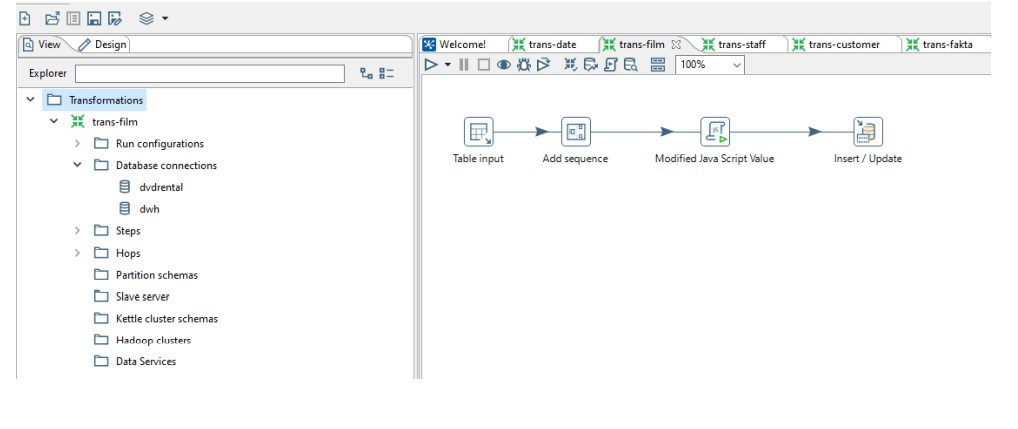 View Design
Explorer
Transformations
trans-film
Run configurations
Database connections
dvdrental
dwh
Steps
Hops
Partition schemas
Slave server
Kettle cluster schemas
Hadoop clusters
Data Services
Welcome! trans-date trans-film trans-staff trans-customer trans-fakta
100%
Table input Add sequence Modified Java Script Value Insert / Update